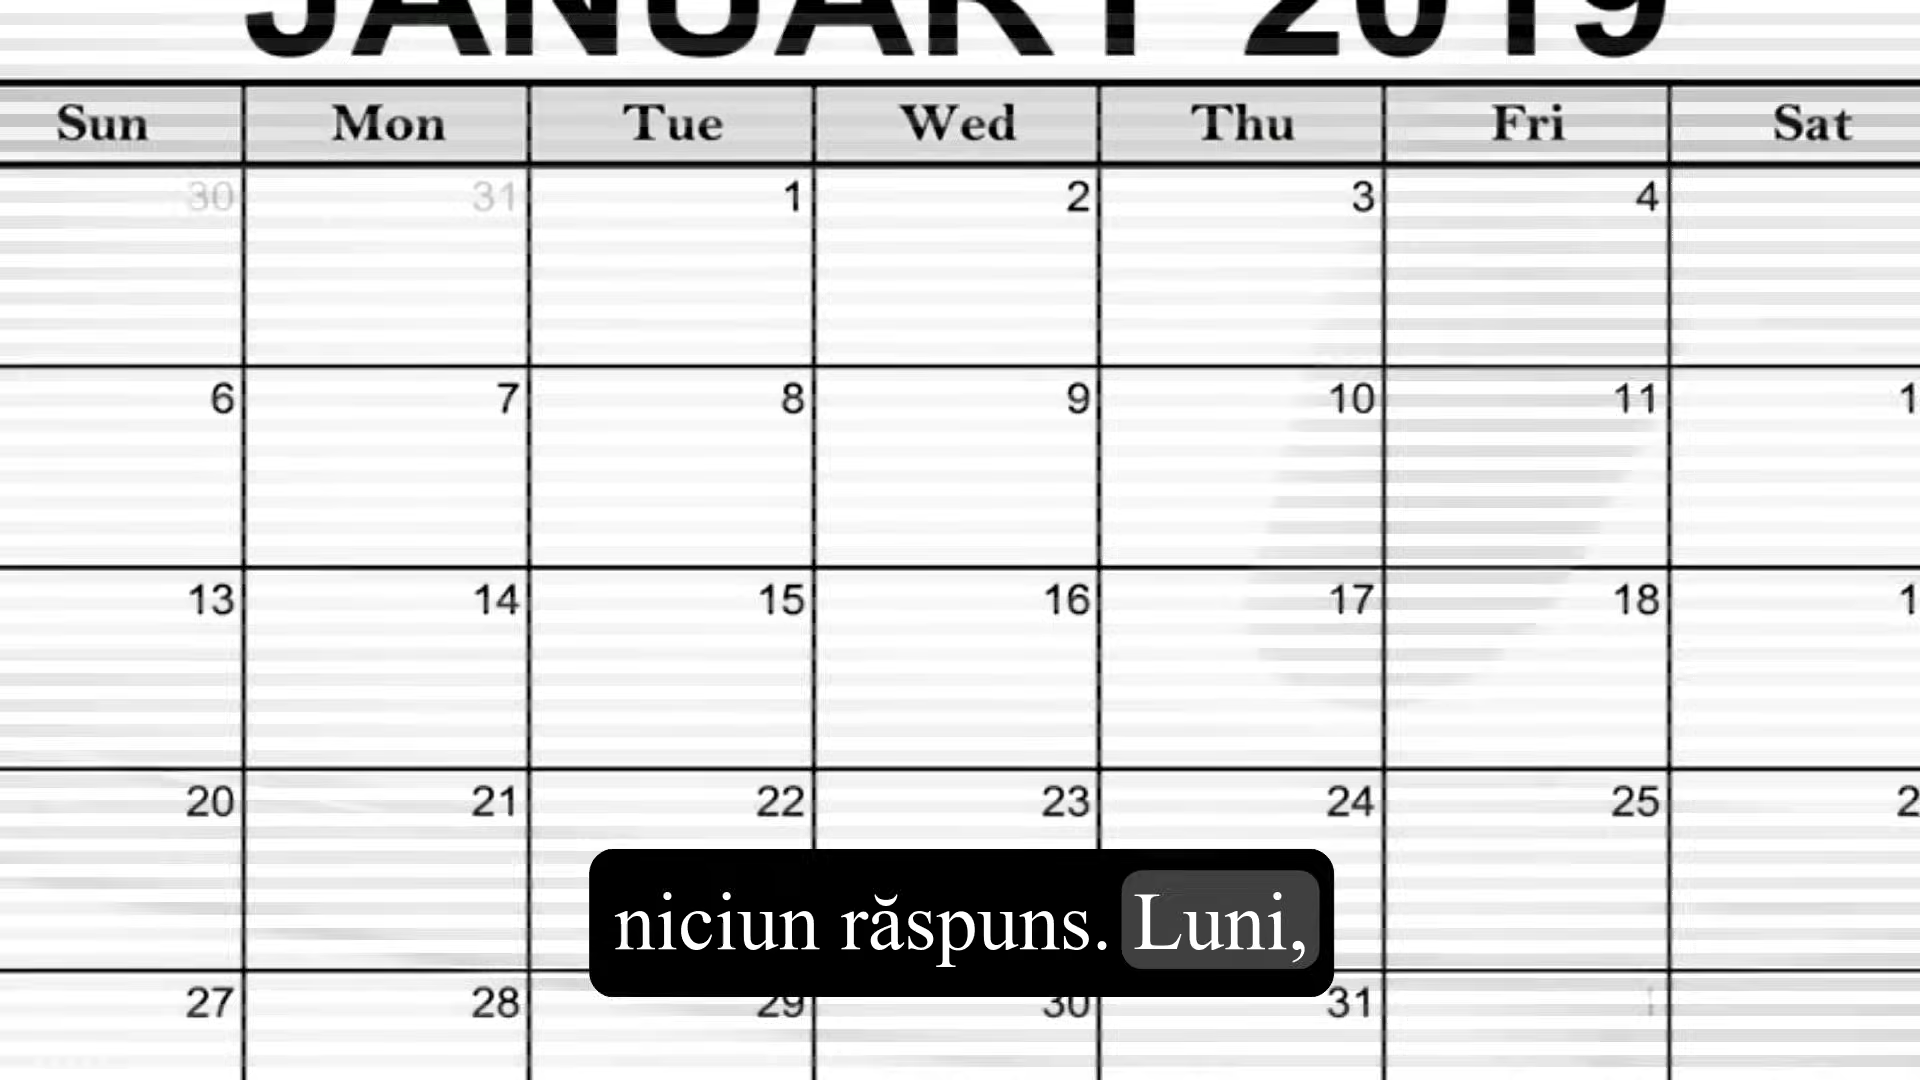 JANUARY 2019
Sun Mon Tue Wed Thu Fri Sat
30 31 1 2 3 4
6 7 8 9 10 11
13 14 15 16 17 18
20 21 22 23 24 25
niciun răspuns. Luni,
27 28 29 30 31